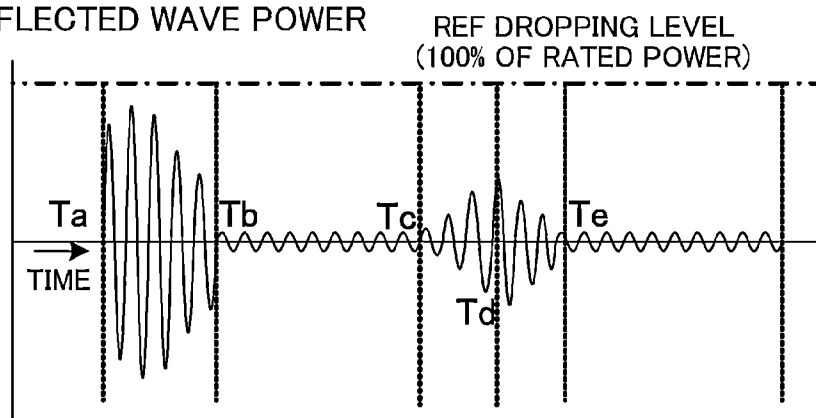 FLECTED WAVE POWER
REF DROPPING LEVEL
(100% OF RATED POWER)
Ta
Tb
Tc
Te
TIME
Td